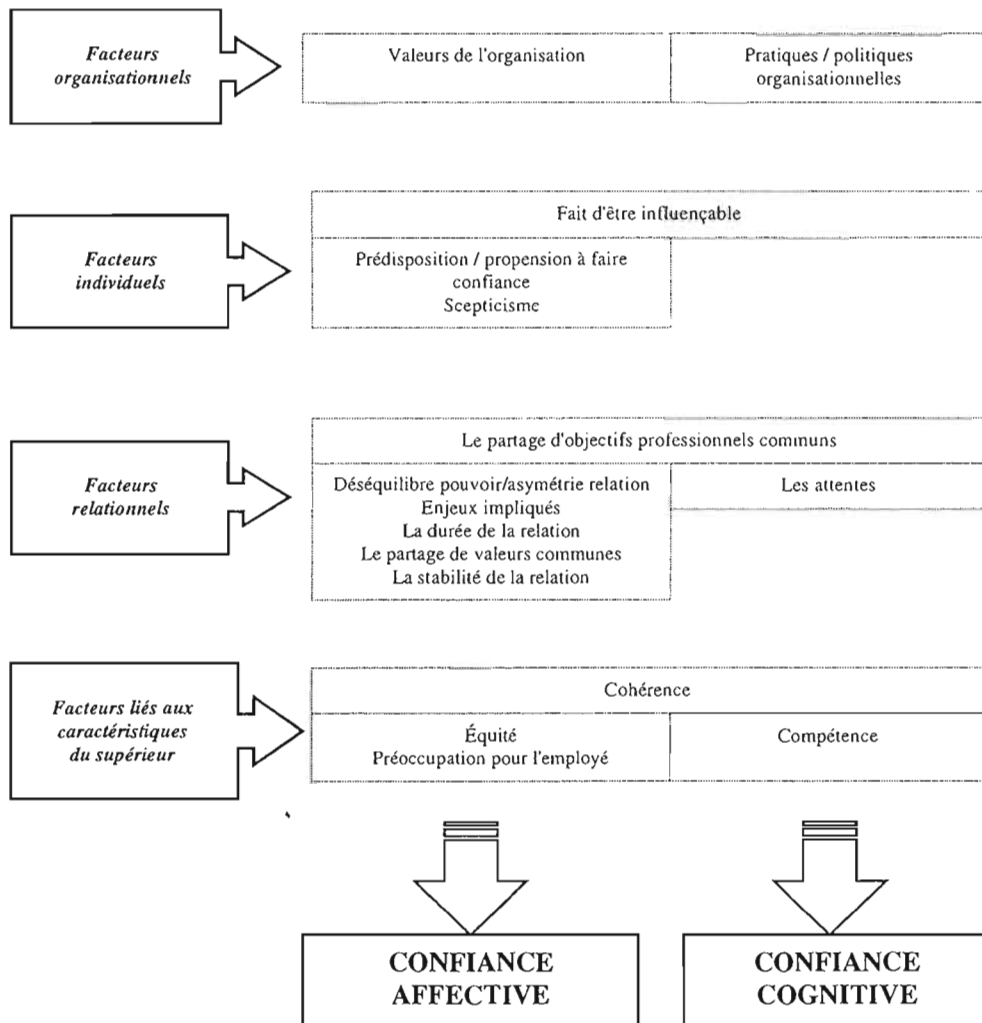 Facteurs
organisationnels
Valeurs de l'organisation
Pratiques / politiques
organisationnelles
Facteurs
individuels
Fait d'être influençable
Prédisposition / propension à faire
confiance
Scepticisme
Facteurs
relationnels
Le partage d'objectifs professionnels communs
Déséquilibre pouvoir/asymétrie relation
Enjeux impliqués
La durée de la relation
Le partage de valeurs communes
La stabilité de la relation
Les attentes
Facteurs liés aux
caractéristiques
du supérieur
Cohérence
Équité
Préoccupation pour l'employé
Compétence
CONFIANCE
AFFECTIVE
CONFIANCE
COGNITIVE